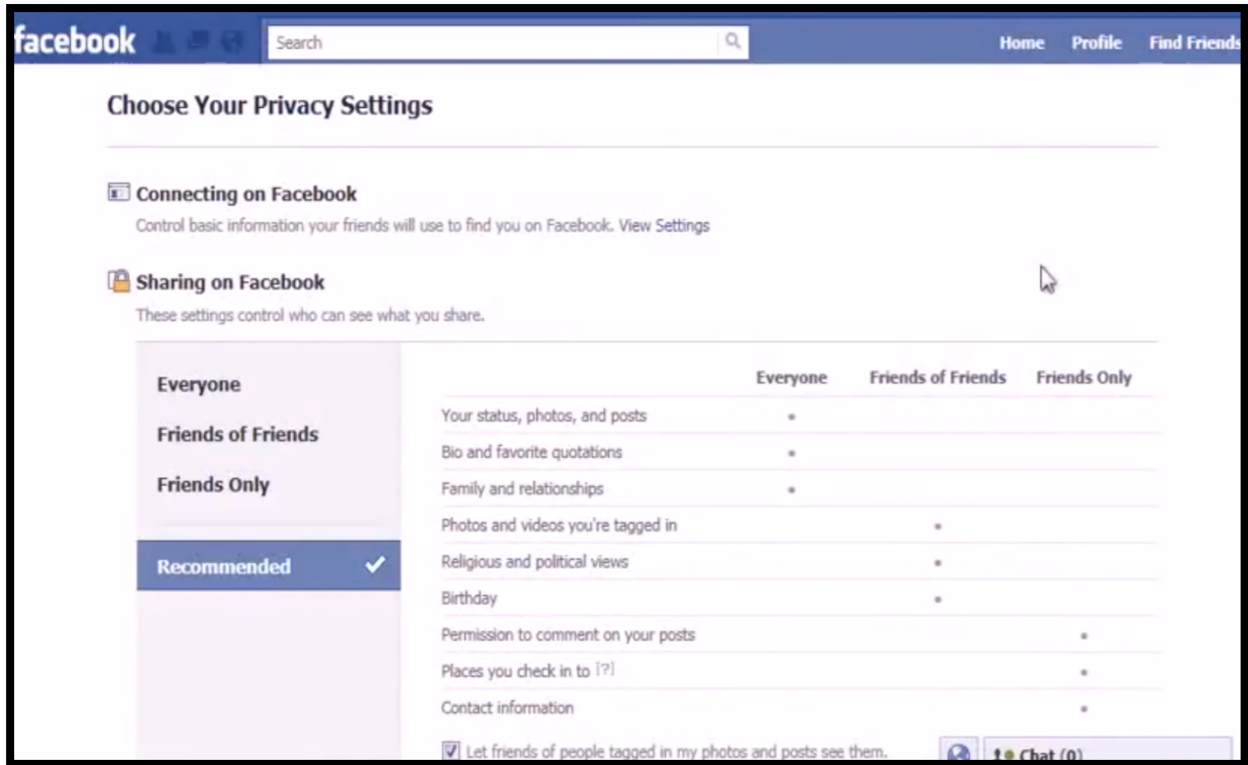 facebook Search Home Profile Find Friends
Choose Your Privacy Settings
Connecting on Facebook
Control basic information your friends will use to find you on Facebook. View Settings
Sharing on Facebook
These settings control who can see what you share.
Everyone
Friends of Friends
Friends Only
Recommended
Everyone Friends of Friends Friends Only
Your status, photos, and posts
Bio and favorite quotations
Family and relationships
Photos and videos you're tagged in
Religious and political views
Birthday
Permission to comment on your posts
Places you check in to [?]
Contact information
Let friends of people tagged in my photos and posts see them.
Chat (0)